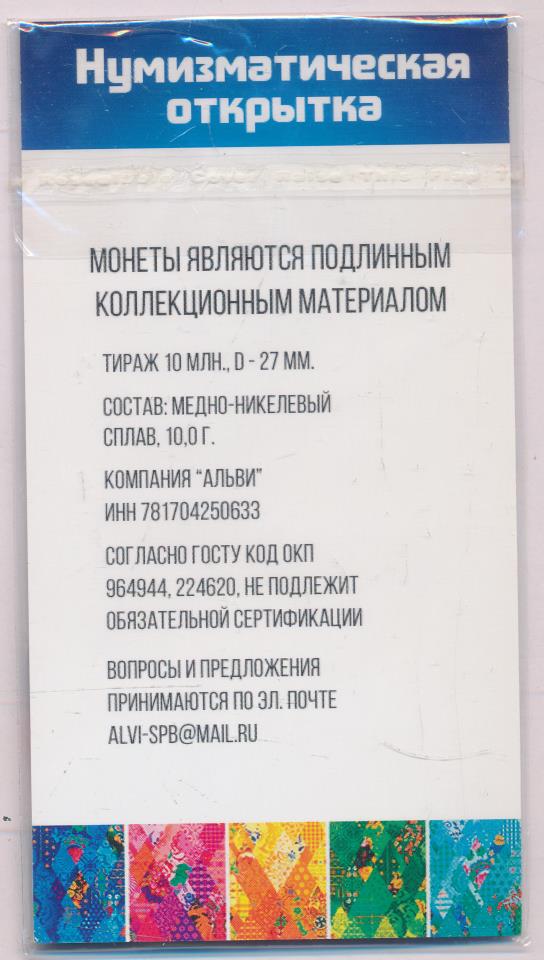 Нумизматическая
открытка
МОНЕТЫ ЯВЛЯЮТСЯ ПОДЛИННЫМ
КОЛЛЕКЦИОННЫМ МАТЕРИАЛОМ
ТИРАЖ 10 МЛН., D - 27 ММ.
СОСТАВ: МЕДНО-НИКЕЛЕВЫЙ
СПЛАВ, 10,0 Г.
КОМПАНИЯ "АЛЬВИ"
ИНН 781704250633
СОГЛАСНО ГОСТУ КОД ОКП
964944, 224620, НЕ ПОДЛЕЖИТ
ОБЯЗАТЕЛЬНОЙ СЕРТИФИКАЦИИ
ВОПРОСЫ И ПРЕДЛОЖЕНИЯ
ПРИНИМАЮТСЯ ПО ЭЛ. ПОЧТЕ
ALVI-SPB@MAIL.RU